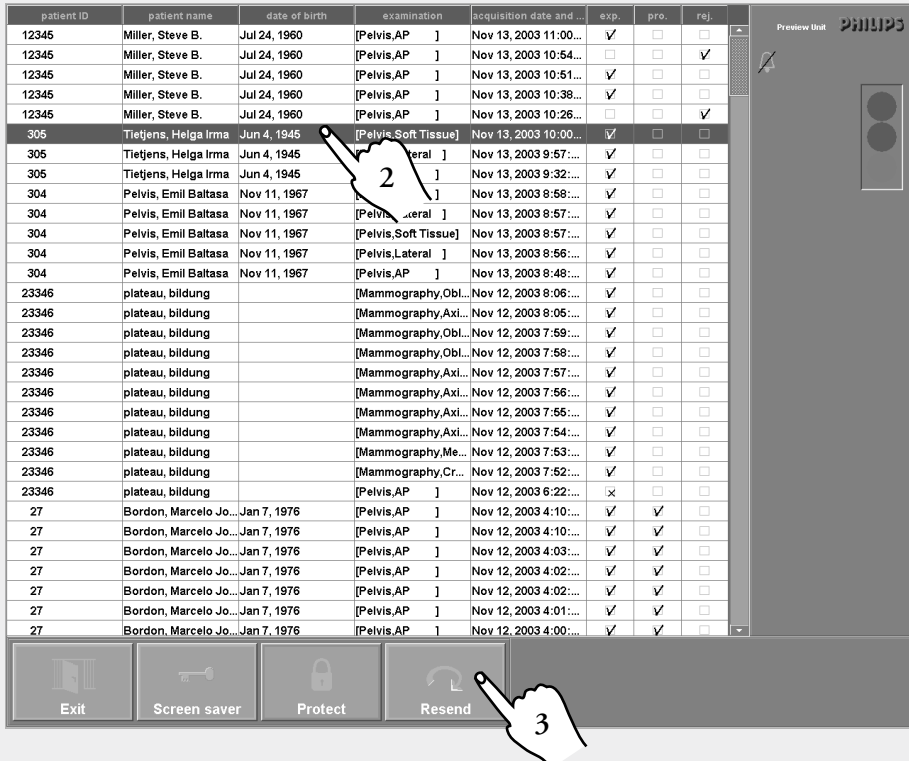 patient ID patient name date of birth examination acquisition date and ... exp. pro. rej.
Preview Unit PHILIPS
12345 Miller, Steve B. Jul 24, 1960 [Pelvis,AP ] Nov 13, 2003 11:00...
12345 Miller, Steve B. Jul 24, 1960 [Pelvis,AP ] Nov 13, 2003 10:54...
12345 Miller, Steve B. Jul 24, 1960 [Pelvis,AP ] Nov 13, 2003 10:51...
12345 Miller, Steve B. Jul 24, 1960 [Pelvis,AP ] Nov 13, 2003 10:38...
12345 Miller, Steve B. Jul 24, 1960 [Pelvis,AP ] Nov 13, 2003 10:26...
305 Tietjens, Helga Irma Jun 4, 1945 [Pelvis,Soft Tissue] Nov 13, 2003 10:00...
305 Tietjens, Helga Irma Jun 4, 1945 ] Nov 13, 2003 9:57:...
305 Tietjens, Helga Irma Jun 4, 1945 ] Nov 13, 2003 9:32:...
2
304 Pelvis, Emil Baltasa Nov 11, 1967 ] Nov 13, 2003 8:58:...
304 Pelvis, Emil Baltasa Nov 11, 1967 ] Nov 13, 2003 8:57:...
304 Pelvis, Emil Baltasa Nov 11, 1967 [Pelvis,Soft Tissue] Nov 13, 2003 8:57:...
304 Pelvis, Emil Baltasa Nov 11, 1967 [Pelvis,Lateral ] Nov 13, 2003 8:56:...
304 Pelvis, Emil Baltasa Nov 11, 1967 [Pelvis,AP ] Nov 13, 2003 8:48:...
23346 plateau, bildung [Mammography,Obl... Nov 12, 2003 8:06:...
23346 plateau, bildung [Mammography,Axi... Nov 12, 2003 8:05:...
23346 plateau, bildung [Mammography,Obl... Nov 12, 2003 7:59:...
23346 plateau, bildung [Mammography,Obl... Nov 12, 2003 7:58:...
23346 plateau, bildung [Mammography,Axi... Nov 12, 2003 7:57:...
23346 plateau, bildung [Mammography,Axi... Nov 12, 2003 7:56:...
23346 plateau, bildung [Mammography,Axi... Nov 12, 2003 7:55:...
23346 plateau, bildung [Mammography,Axi... Nov 12, 2003 7:54:...
23346 plateau, bildung [Mammography,Me... Nov 12, 2003 7:53:...
23346 plateau, bildung [Mammography,Cr... Nov 12, 2003 7:52:...
23346 plateau, bildung [Pelvis,AP ] Nov 12, 2003 6:22:...
27 Bordon, Marcelo Jo... Jan 7, 1976 [Pelvis,AP ] Nov 12, 2003 4:10:...
27 Bordon, Marcelo Jo... Jan 7, 1976 [Pelvis,AP ] Nov 12, 2003 4:10:...
27 Bordon, Marcelo Jo... Jan 7, 1976 [Pelvis,AP ] Nov 12, 2003 4:03:...
27 Bordon, Marcelo Jo... Jan 7, 1976 [Pelvis,AP ] Nov 12, 2003 4:02:...
27 Bordon, Marcelo Jo... Jan 7, 1976 [Pelvis,AP ] Nov 12, 2003 4:02:...
27 Bordon, Marcelo Jo... Jan 7, 1976 [Pelvis,AP ] Nov 12, 2003 4:01:...
27 Bordon, Marcelo Jo... Jan 7, 1976 [Pelvis,AP ] Nov 12, 2003 4:00:...
Exit Screen saver Protect Resend
3